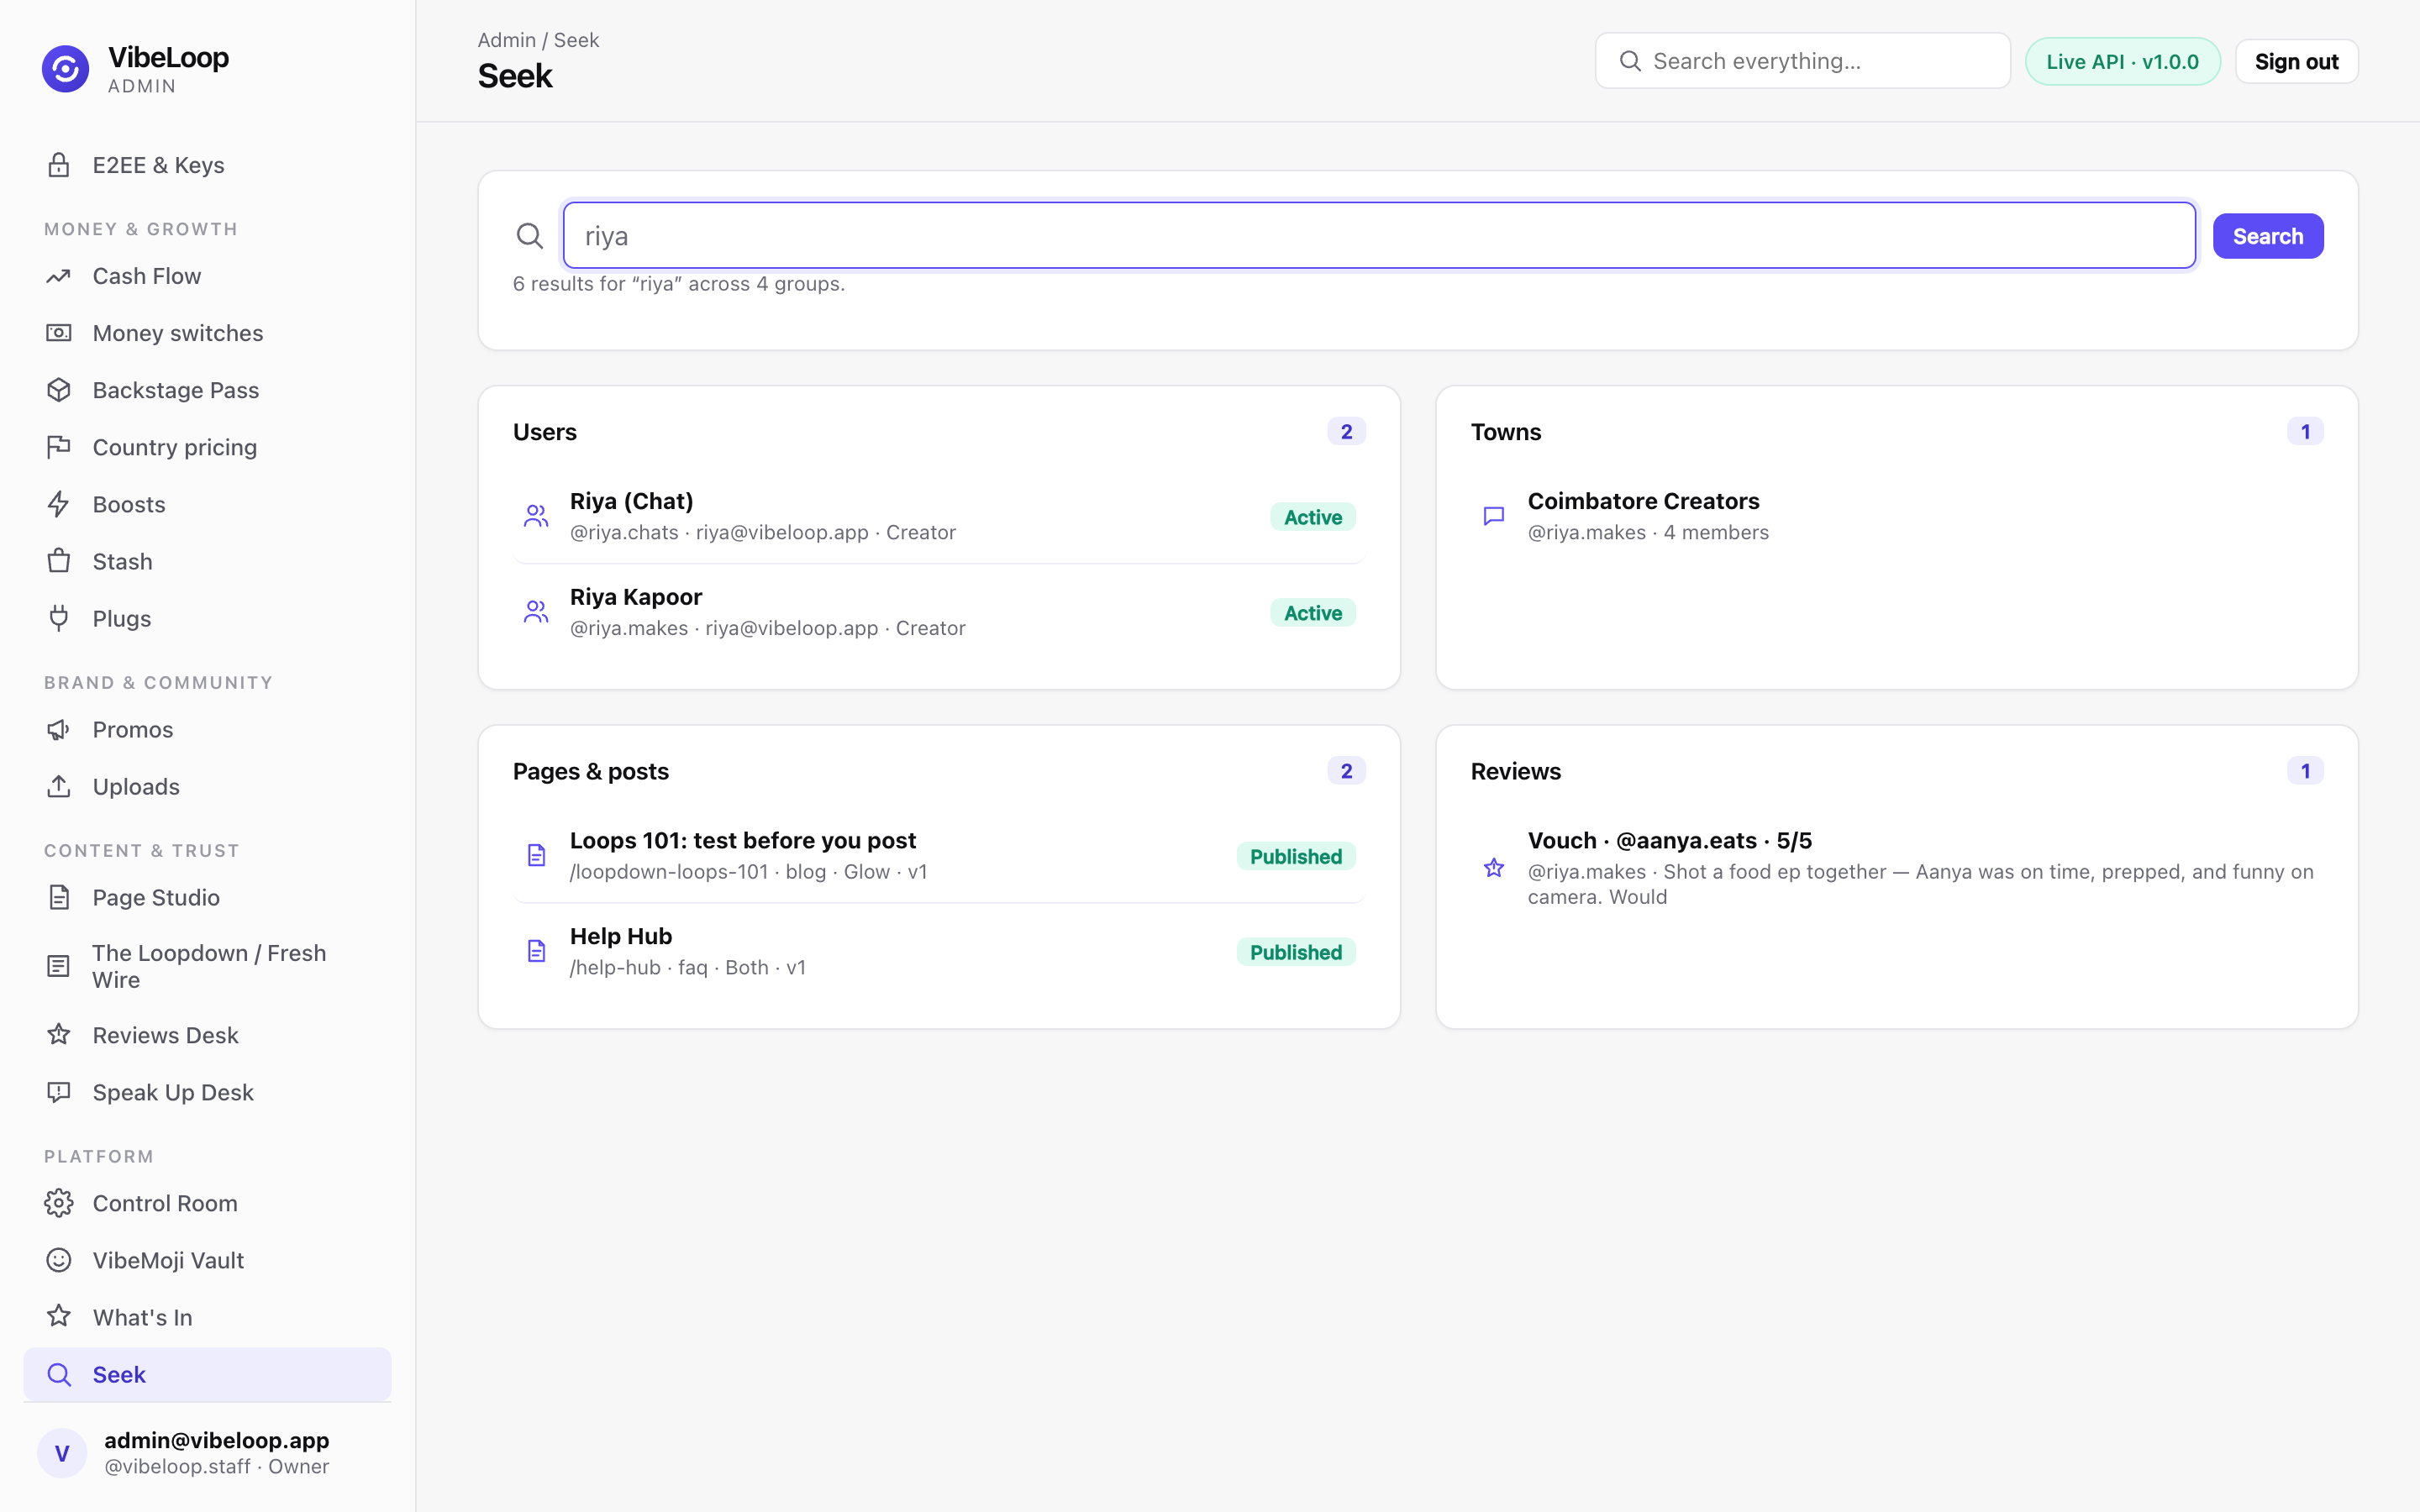 VibeLoop
ADMIN
E2EE & Keys
MONEY & GROWTH
Cash Flow
Money switches
Backstage Pass
Country pricing
Boosts
Stash
Plugs
BRAND & COMMUNITY
Promos
Uploads
CONTENT & TRUST
Page Studio
The Loopdown / Fresh
Wire
Reviews Desk
Speak Up Desk
PLATFORM
Control Room
VibeMoji Vault
What's In
Seek
V
admin@vibeloop.app
@vibeloop.staff · Owner
Admin / Seek
Seek
Search everything...
Live API · v1.0.0
Sign out
riya
Search
6 results for “riya” across 4 groups.
Users
2
Riya (Chat)
@riya.chats · riya@vibeloop.app · Creator
Active
Riya Kapoor
@riya.makes · riya@vibeloop.app · Creator
Active
Towns
1
Coimbatore Creators
@riya.makes · 4 members
Pages & posts
2
Loops 101: test before you post
/loopdown-loops-101 · blog · Glow · v1
Published
Help Hub
/help-hub · faq · Both · v1
Published
Reviews
1
Vouch · @aanya.eats · 5/5
@riya.makes · Shot a food ep together — Aanya was on time, prepped, and funny on
camera. Would